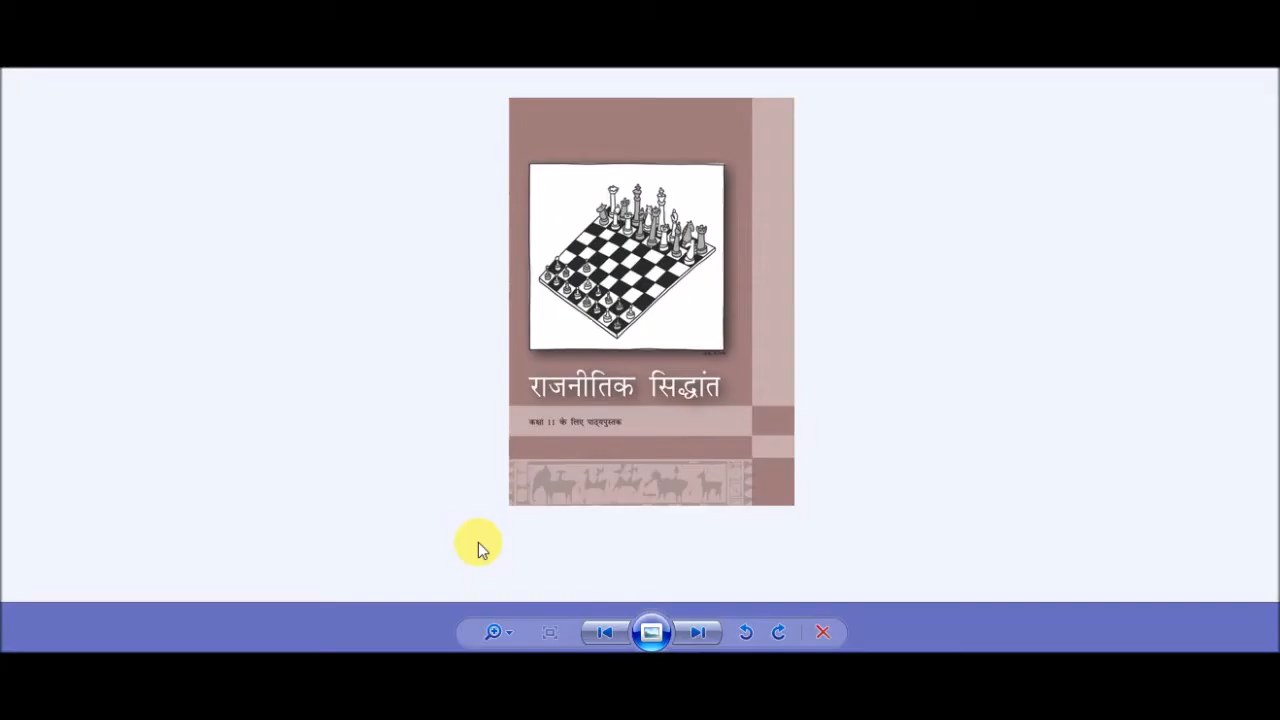 राजनीतिक सिद्धांत
कक्षा 11 के लिए पाठ्यपुस्तक